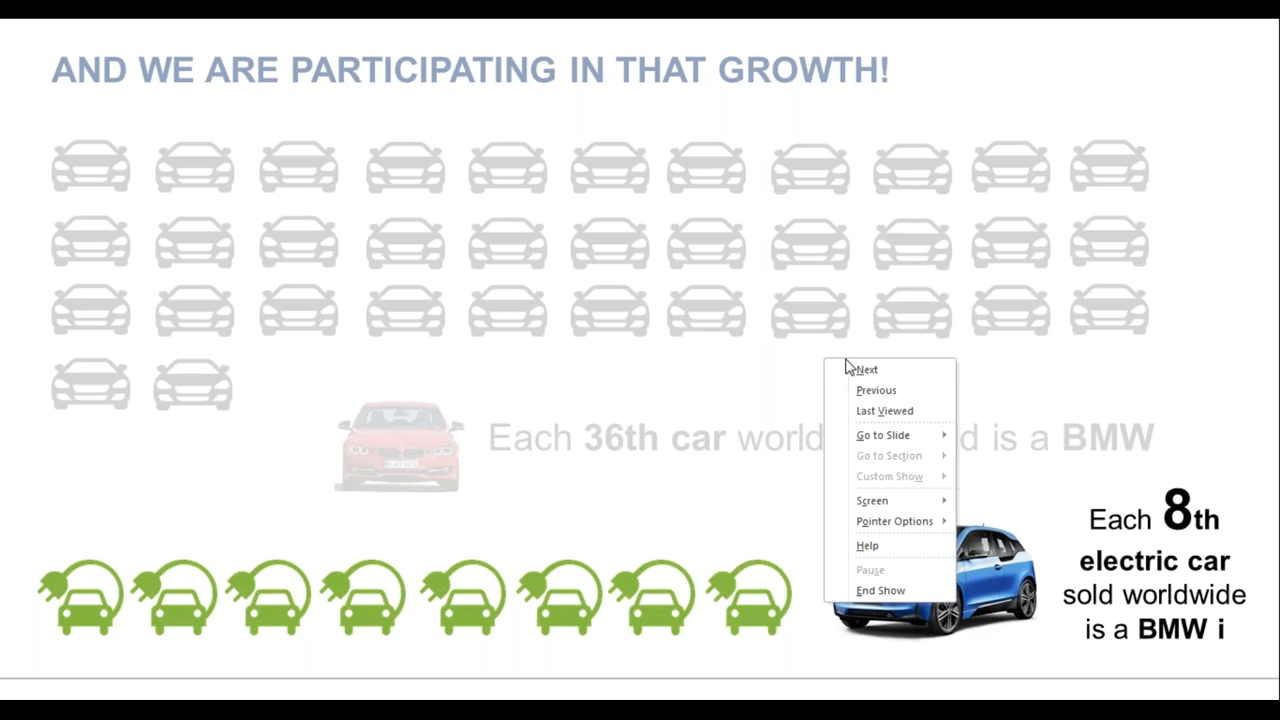 AND WE ARE PARTICIPATING IN THAT GROWTH!
Each 36th car world d is a BMW
Next
Previous
Last Viewed
Go to Slide
Go to Section
Custom Show
Screen
Pointer Options
Help
Pause
End Show
Each 8th
electric car
sold worldwide
is a BMW i